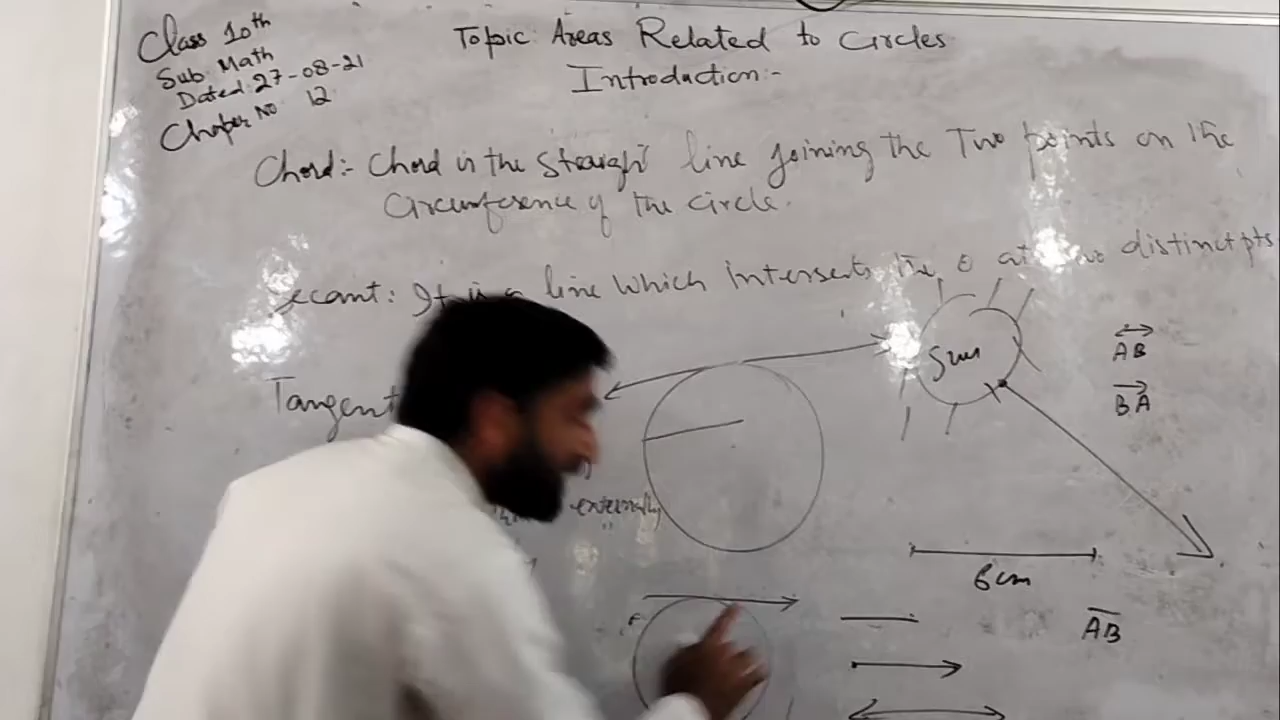 Class 10th
Sub: Math
Dated: 27-08-21
Chapter No 12
Topic: Areas Related to Circles
Introduction:-
Chord:- Chord is the straight line joining the Two points on the
Circumference of the circle.
ecant: It is a line which intersects the at two distinct pts
Tangent
externally
Sun
AB
BA
6cm
AB